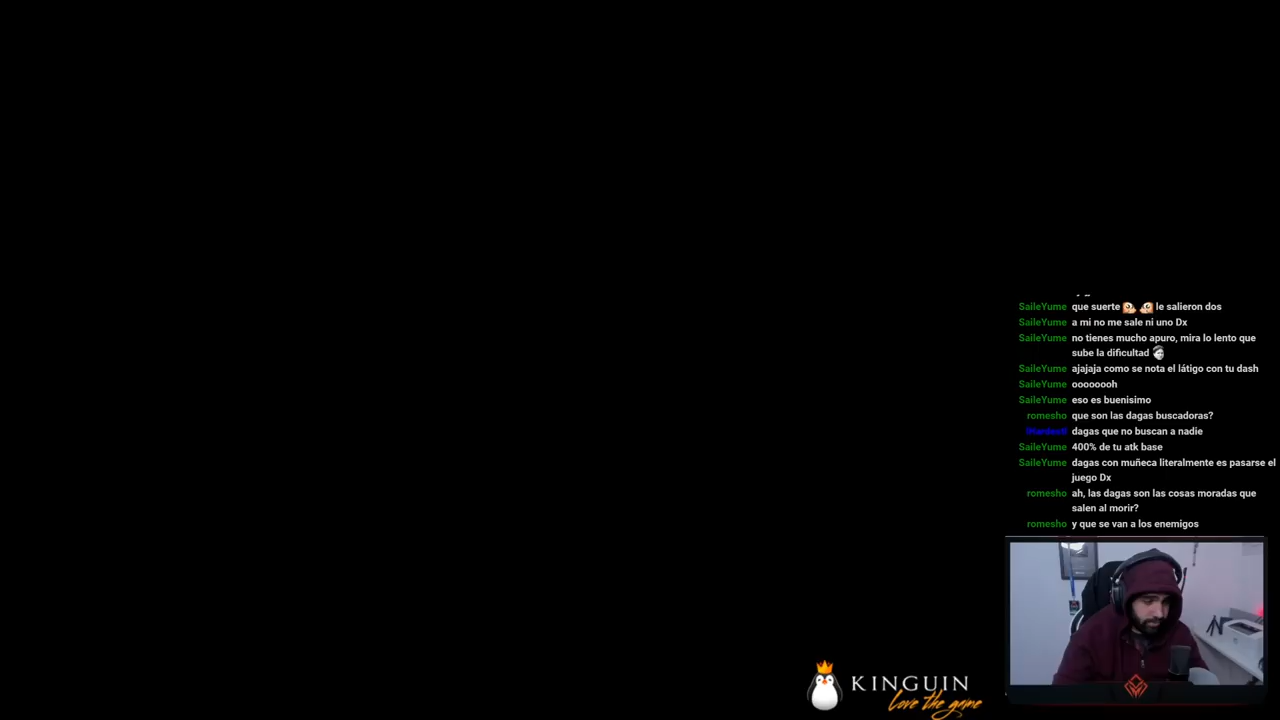 SaileYume que suerte le salieron dos
SaileYume a mi no me sale ni uno Dx
SaileYume no tienes mucho apuro, mira lo lento que
sube la dificultad
SaileYume ajajaja como se nota el látigo con tu dash
SaileYume oooooooh
SaileYume eso es buenisimo
romesho que son las dagas buscadoras?
dagas que no buscan a nadie
SaileYume 400% de tu atk base
SaileYume dagas con muñeca literalmente es pasarse el
juego Dx
romesho ah, las dagas son las cosas moradas que
salen al morir?
romesho y que se van a los enemigos
KINGUIN
love the game